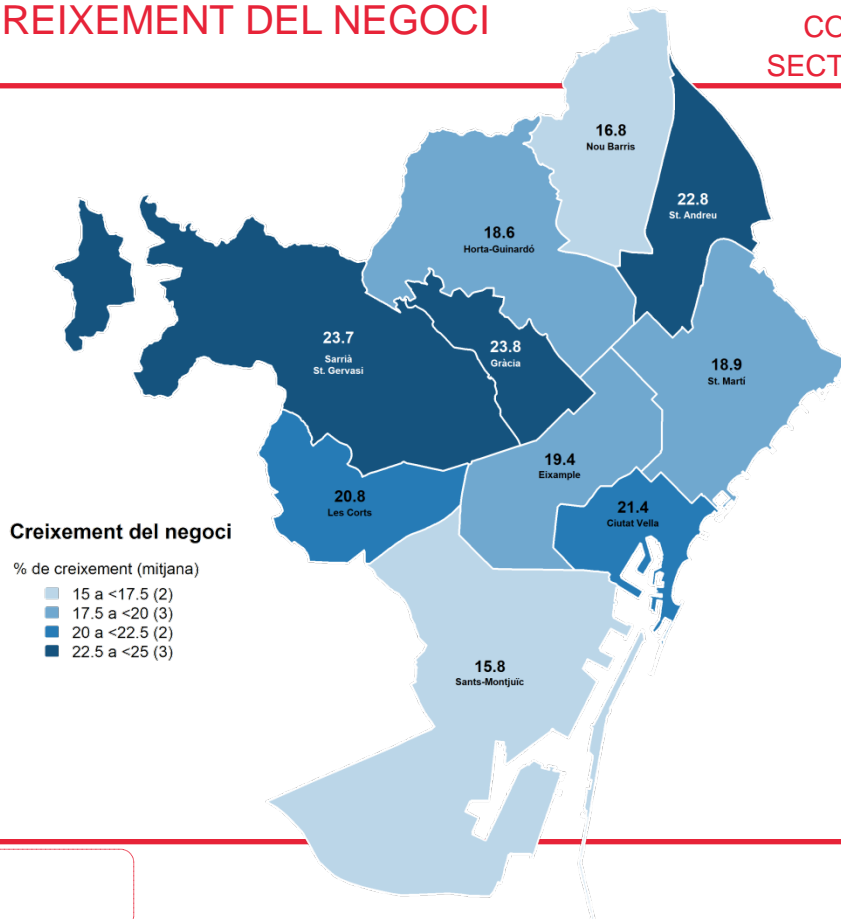 REIXEMENT DEL NEGOCI
CO
SECT
16.8
Nou Barris
22.8
St. Andreu
18.6
Horta-Guinardó
23.7
Sarrià
St. Gervasi
23.8
Gràcia
18.9
St. Martí
19.4
Eixample
20.8
Les Corts
21.4
Ciutat Vella
15.8
Sants-Montjuïc
Creixement del negoci
% de creixement (mitjana)
15 a <17.5 (2)
17.5 a <20 (3)
20 a <22.5 (2)
22.5 a <25 (3)